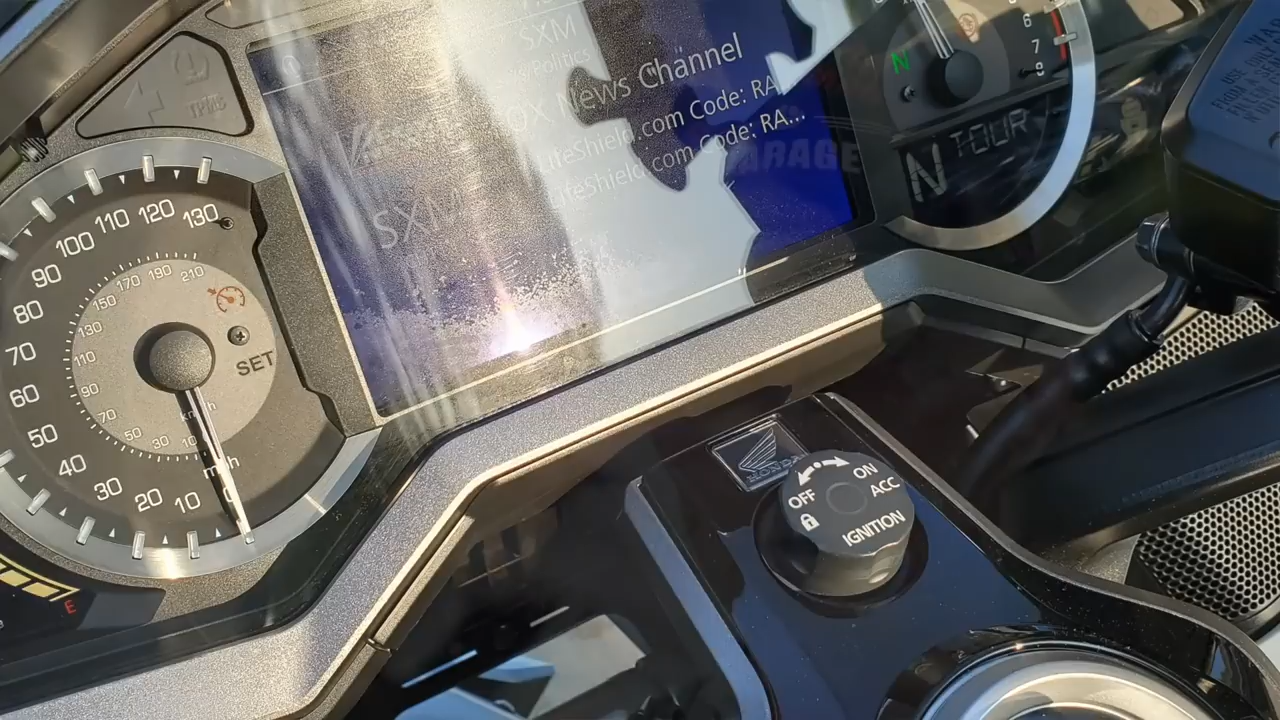 SXM
News Channel
LifeShield.com Code: RA...
LifeShield.com Code: RA...
SXM
GARAGE
TPMS
130
120
110
100
90
80
70
60
50
40
30
20
10
0
mph
210
190
170
150
130
110
90
70
50
30
10
km/h
SET
E
6
7
N
N TOUR
HONDA
ON
OFF
ACC
IGNITION